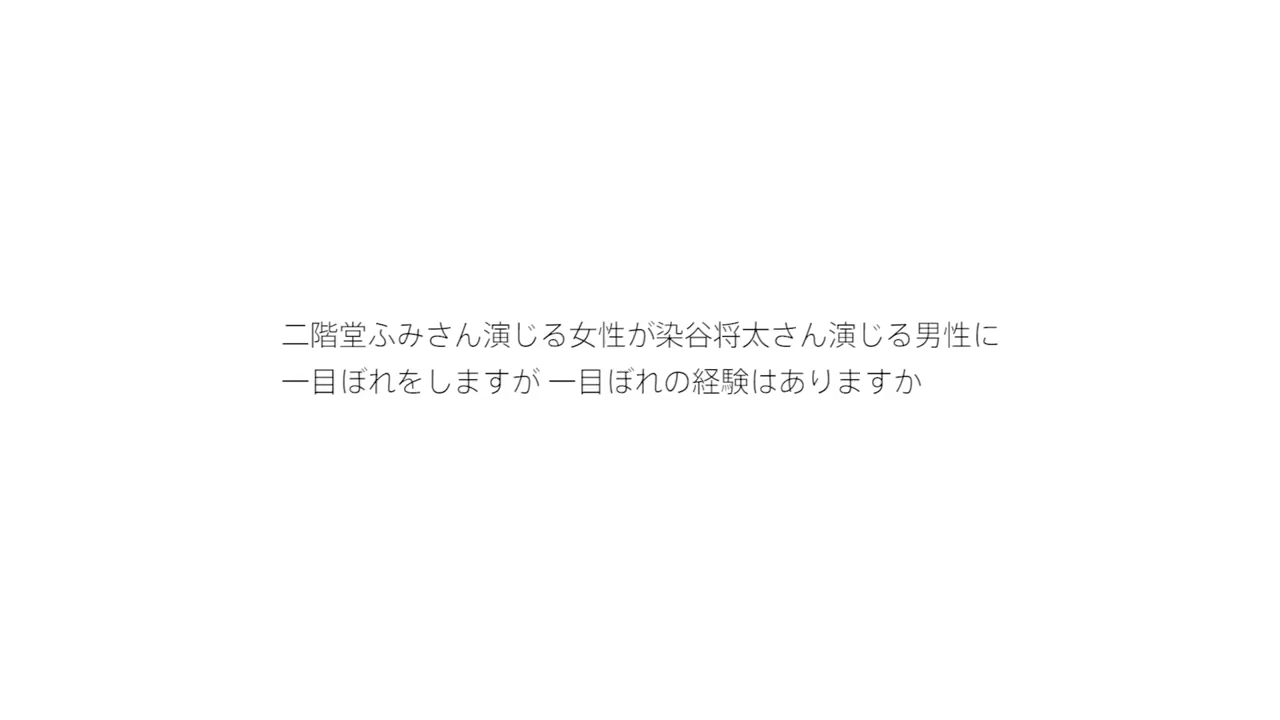 二階堂ふみさん演じる女性が染谷将太さん演じる男性に
一目ぼれをしますが 一目ぼれの経験はありますか